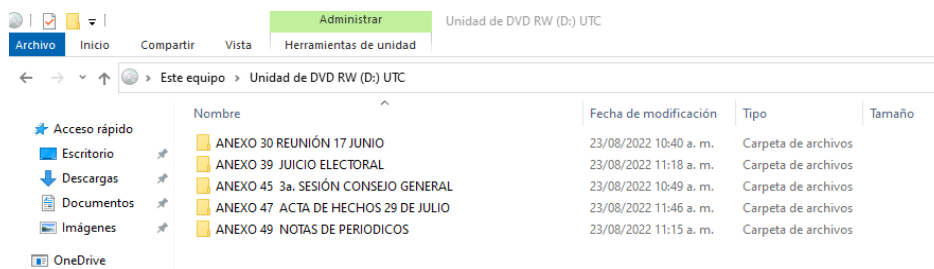 Administrar Unidad de DVD RW (D:) UTC
Archivo Inicio Compartir Vista Herramientas de unidad
Este equipo > Unidad de DVD RW (D:) UTC
Nombre Fecha de modificación Tipo Tamaño
Acceso rápido
Escritorio
Descargas
Documentos
Imágenes
OneDrive
ANEXO 30 REUNIÓN 17 JUNIO 23/08/2022 10:40 a. m. Carpeta de archivos
ANEXO 39 JUICIO ELECTORAL 23/08/2022 11:18 a. m. Carpeta de archivos
ANEXO 45 3a. SESIÓN CONSEJO GENERAL 23/08/2022 10:49 a. m. Carpeta de archivos
ANEXO 47 ACTA DE HECHOS 29 DE JULIO 23/08/2022 11:46 a. m. Carpeta de archivos
ANEXO 49 NOTAS DE PERIODICOS 23/08/2022 11:15 a. m. Carpeta de archivos